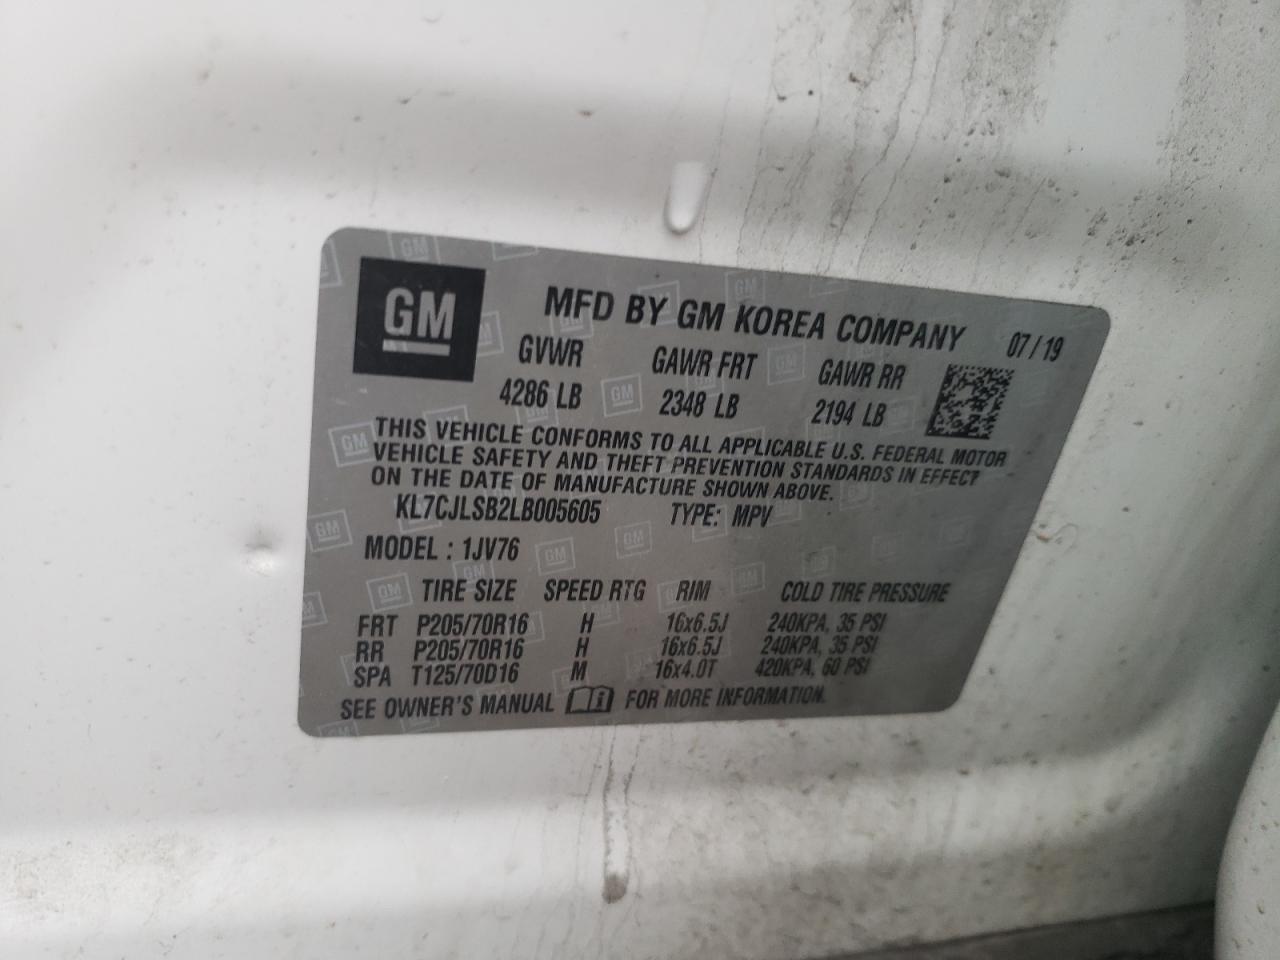 GM
MFD BY GM KOREA COMPANY 07/19
GVWR GAWR FRT GAWR RR
4286 LB 2348 LB 2194 LB
THIS VEHICLE CONFORMS TO ALL APPLICABLE U.S. FEDERAL MOTOR
VEHICLE SAFETY AND THEFT PREVENTION STANDARDS IN EFFECT
ON THE DATE OF MANUFACTURE SHOWN ABOVE.
KL7CJLSB2LB005605 TYPE: MPV
MODEL : 1JV76
TIRE SIZE SPEED RTG RIM COLD TIRE PRESSURE
FRT P205/70R16 H 16x6.5J 240KPA, 35 PSI
RR P205/70R16 H 16x6.5J 240KPA, 35 PSI
SPA T125/70D16 M 16x4.0T 420KPA, 60 PSI
SEE OWNER'S MANUAL FOR MORE INFORMATION.